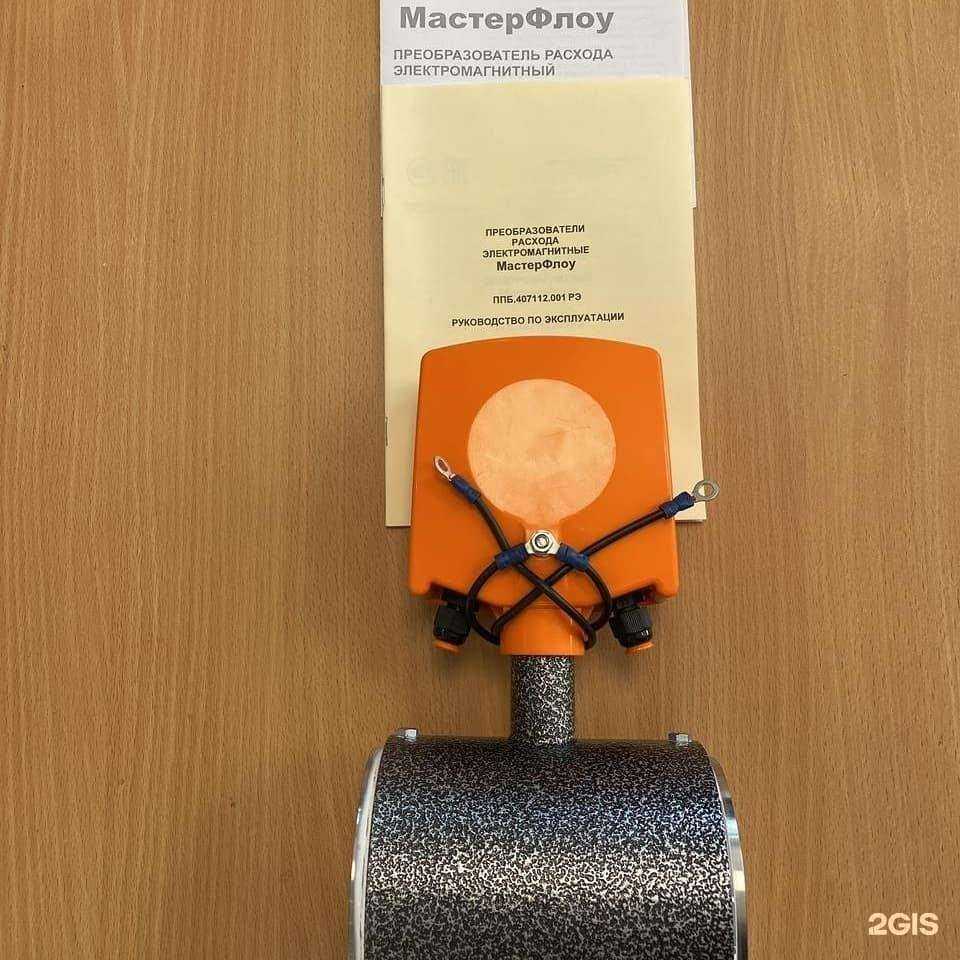 МастерФлоу
ПРЕОБРАЗОВАТЕЛЬ РАСХОДА
ЭЛЕКТРОМАГНИТНЫЙ
ПРЕОБРАЗОВАТЕЛИ
РАСХОДА
ЭЛЕКТРОМАГНИТНЫЕ
МастерФлоу
ППБ.407112.001 РЭ
РУКОВОДСТВО ПО ЭКСПЛУАТАЦИИ
2GIS